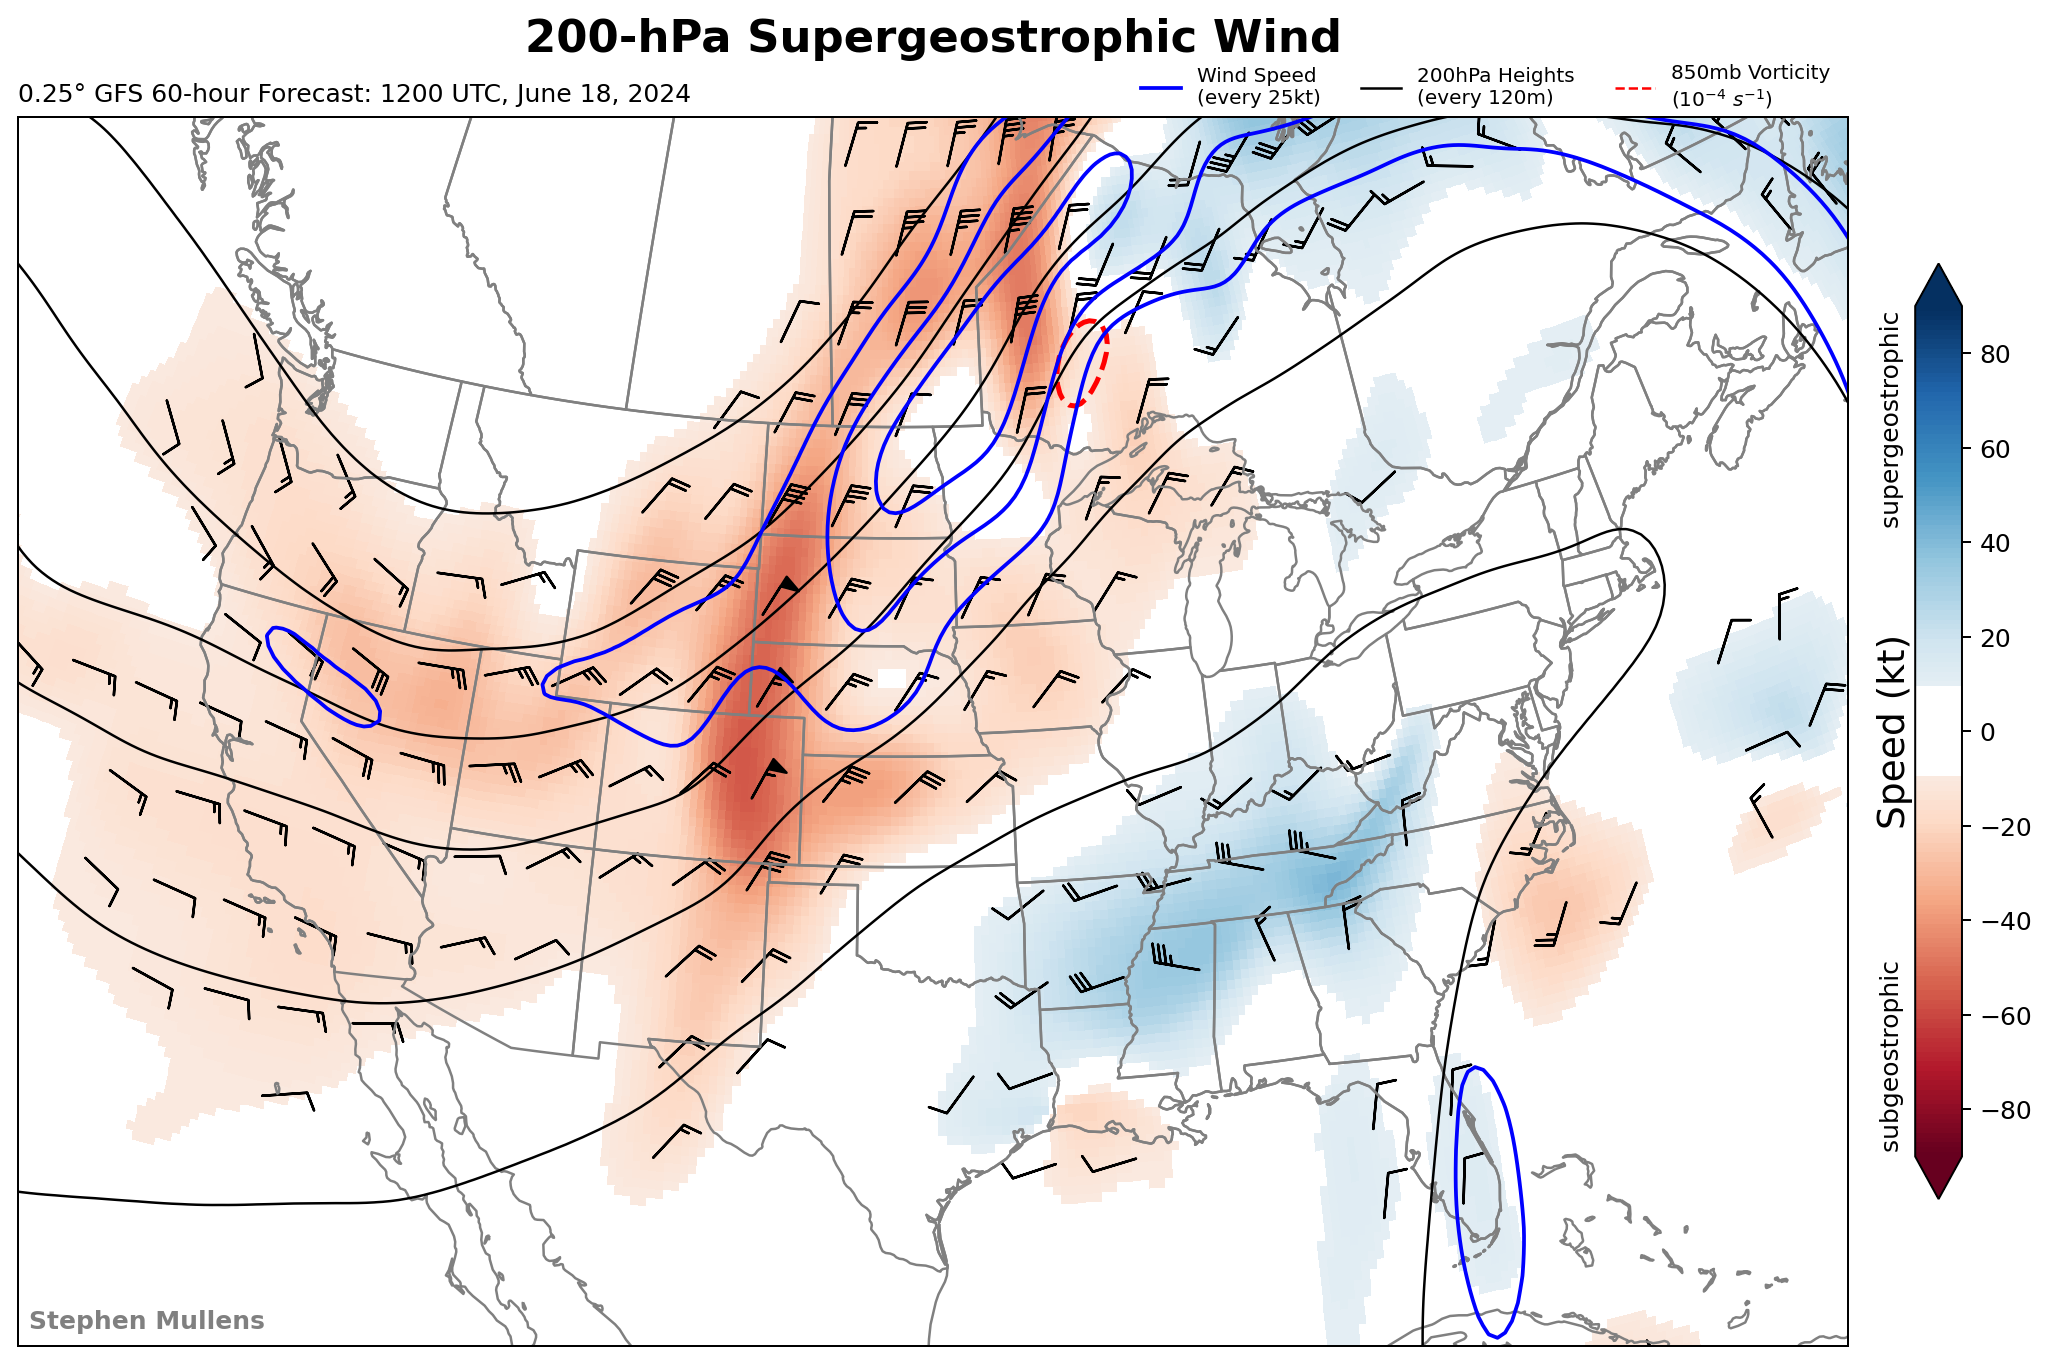 200-hPa Supergeostrophic Wind
0.25° GFS 60-hour Forecast: 1200 UTC, June 18, 2024
Wind Speed
(every 25kt)
200hPa Heights
(every 120m)
850mb Vorticity
(10⁻⁴ s⁻¹)
supergeostrophic
Speed (kt)
subgeostrophic
80
60
40
20
0
−20
−40
−60
−80
Stephen Mullens